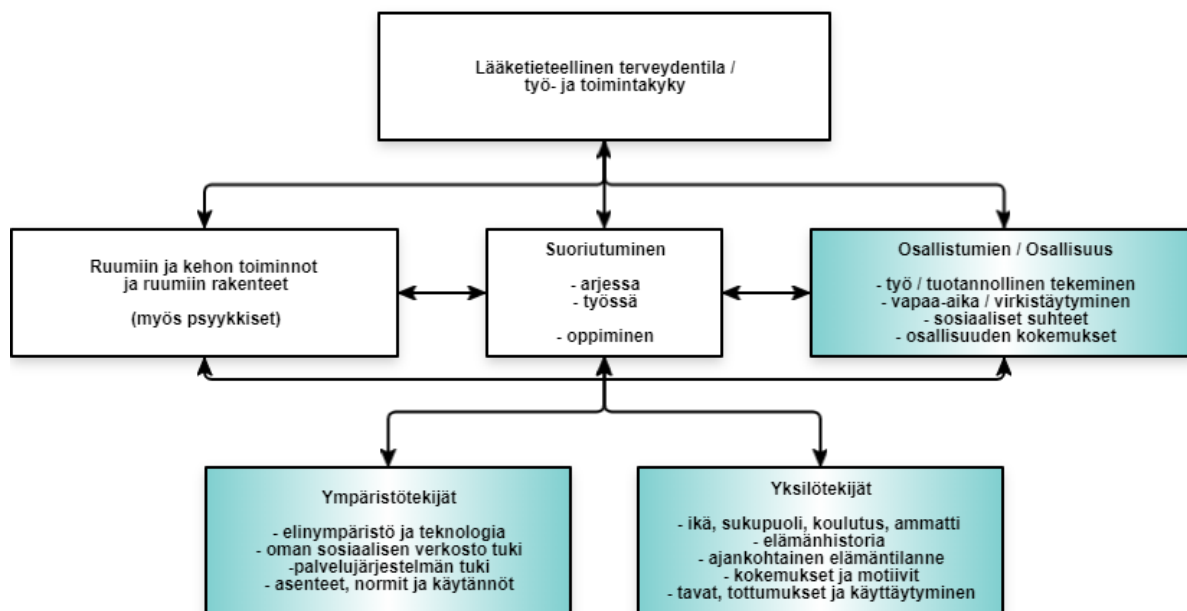 Lääketieteellinen terveydentila /
työ- ja toimintakyky
Ruumiin ja kehon toiminnot
ja ruumiin rakenteet
(myös psyykkiset)
Suoriutuminen
- arjessa
- työssä
- oppiminen
Osallistumien / Osallisuus
- työ / tuotannollinen tekeminen
- vapaa-aika / virkistäytyminen
- sosiaaliset suhteet
- osallisuuden kokemukset
Ympäristötekijät
- elinympäristö ja teknologia
- oman sosiaalisen verkosto tuki
-palvelujärjestelmän tuki
- asenteet, normit ja käytännöt
Yksilötekijät
- ikä, sukupuoli, koulutus, ammatti
- elämänhistoria
- ajankohtainen elämäntilanne
- kokemukset ja motiivit
- tavat, tottumukset ja käyttäytyminen